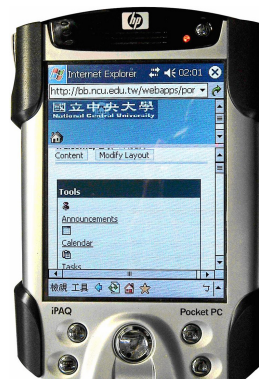 hp
Internet Explorer 02:01
http://bb.ncu.edu.tw/webapps/por
國立中央大學
National Central University
Content Modify Layout
Tools
Announcements
Calendar
Tasks
檢視 工具
iPAQ Pocket PC